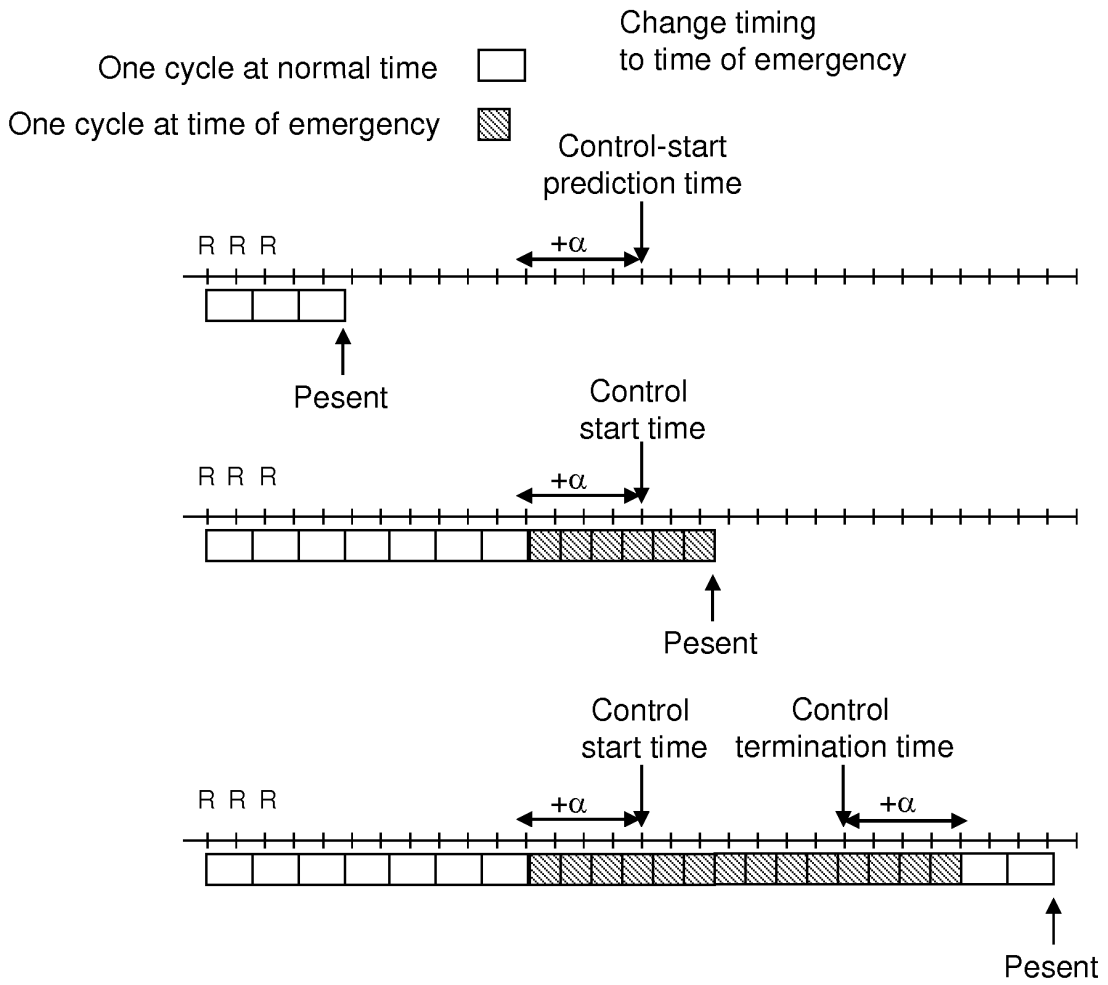 Change timing
to time of emergency
One cycle at normal time
One cycle at time of emergency
Control-start
prediction time
R R R
+α
Pesent
Control
start time
R R R
+α
Pesent
Control
start time
Control
termination time
R R R
+α
+α
Pesent